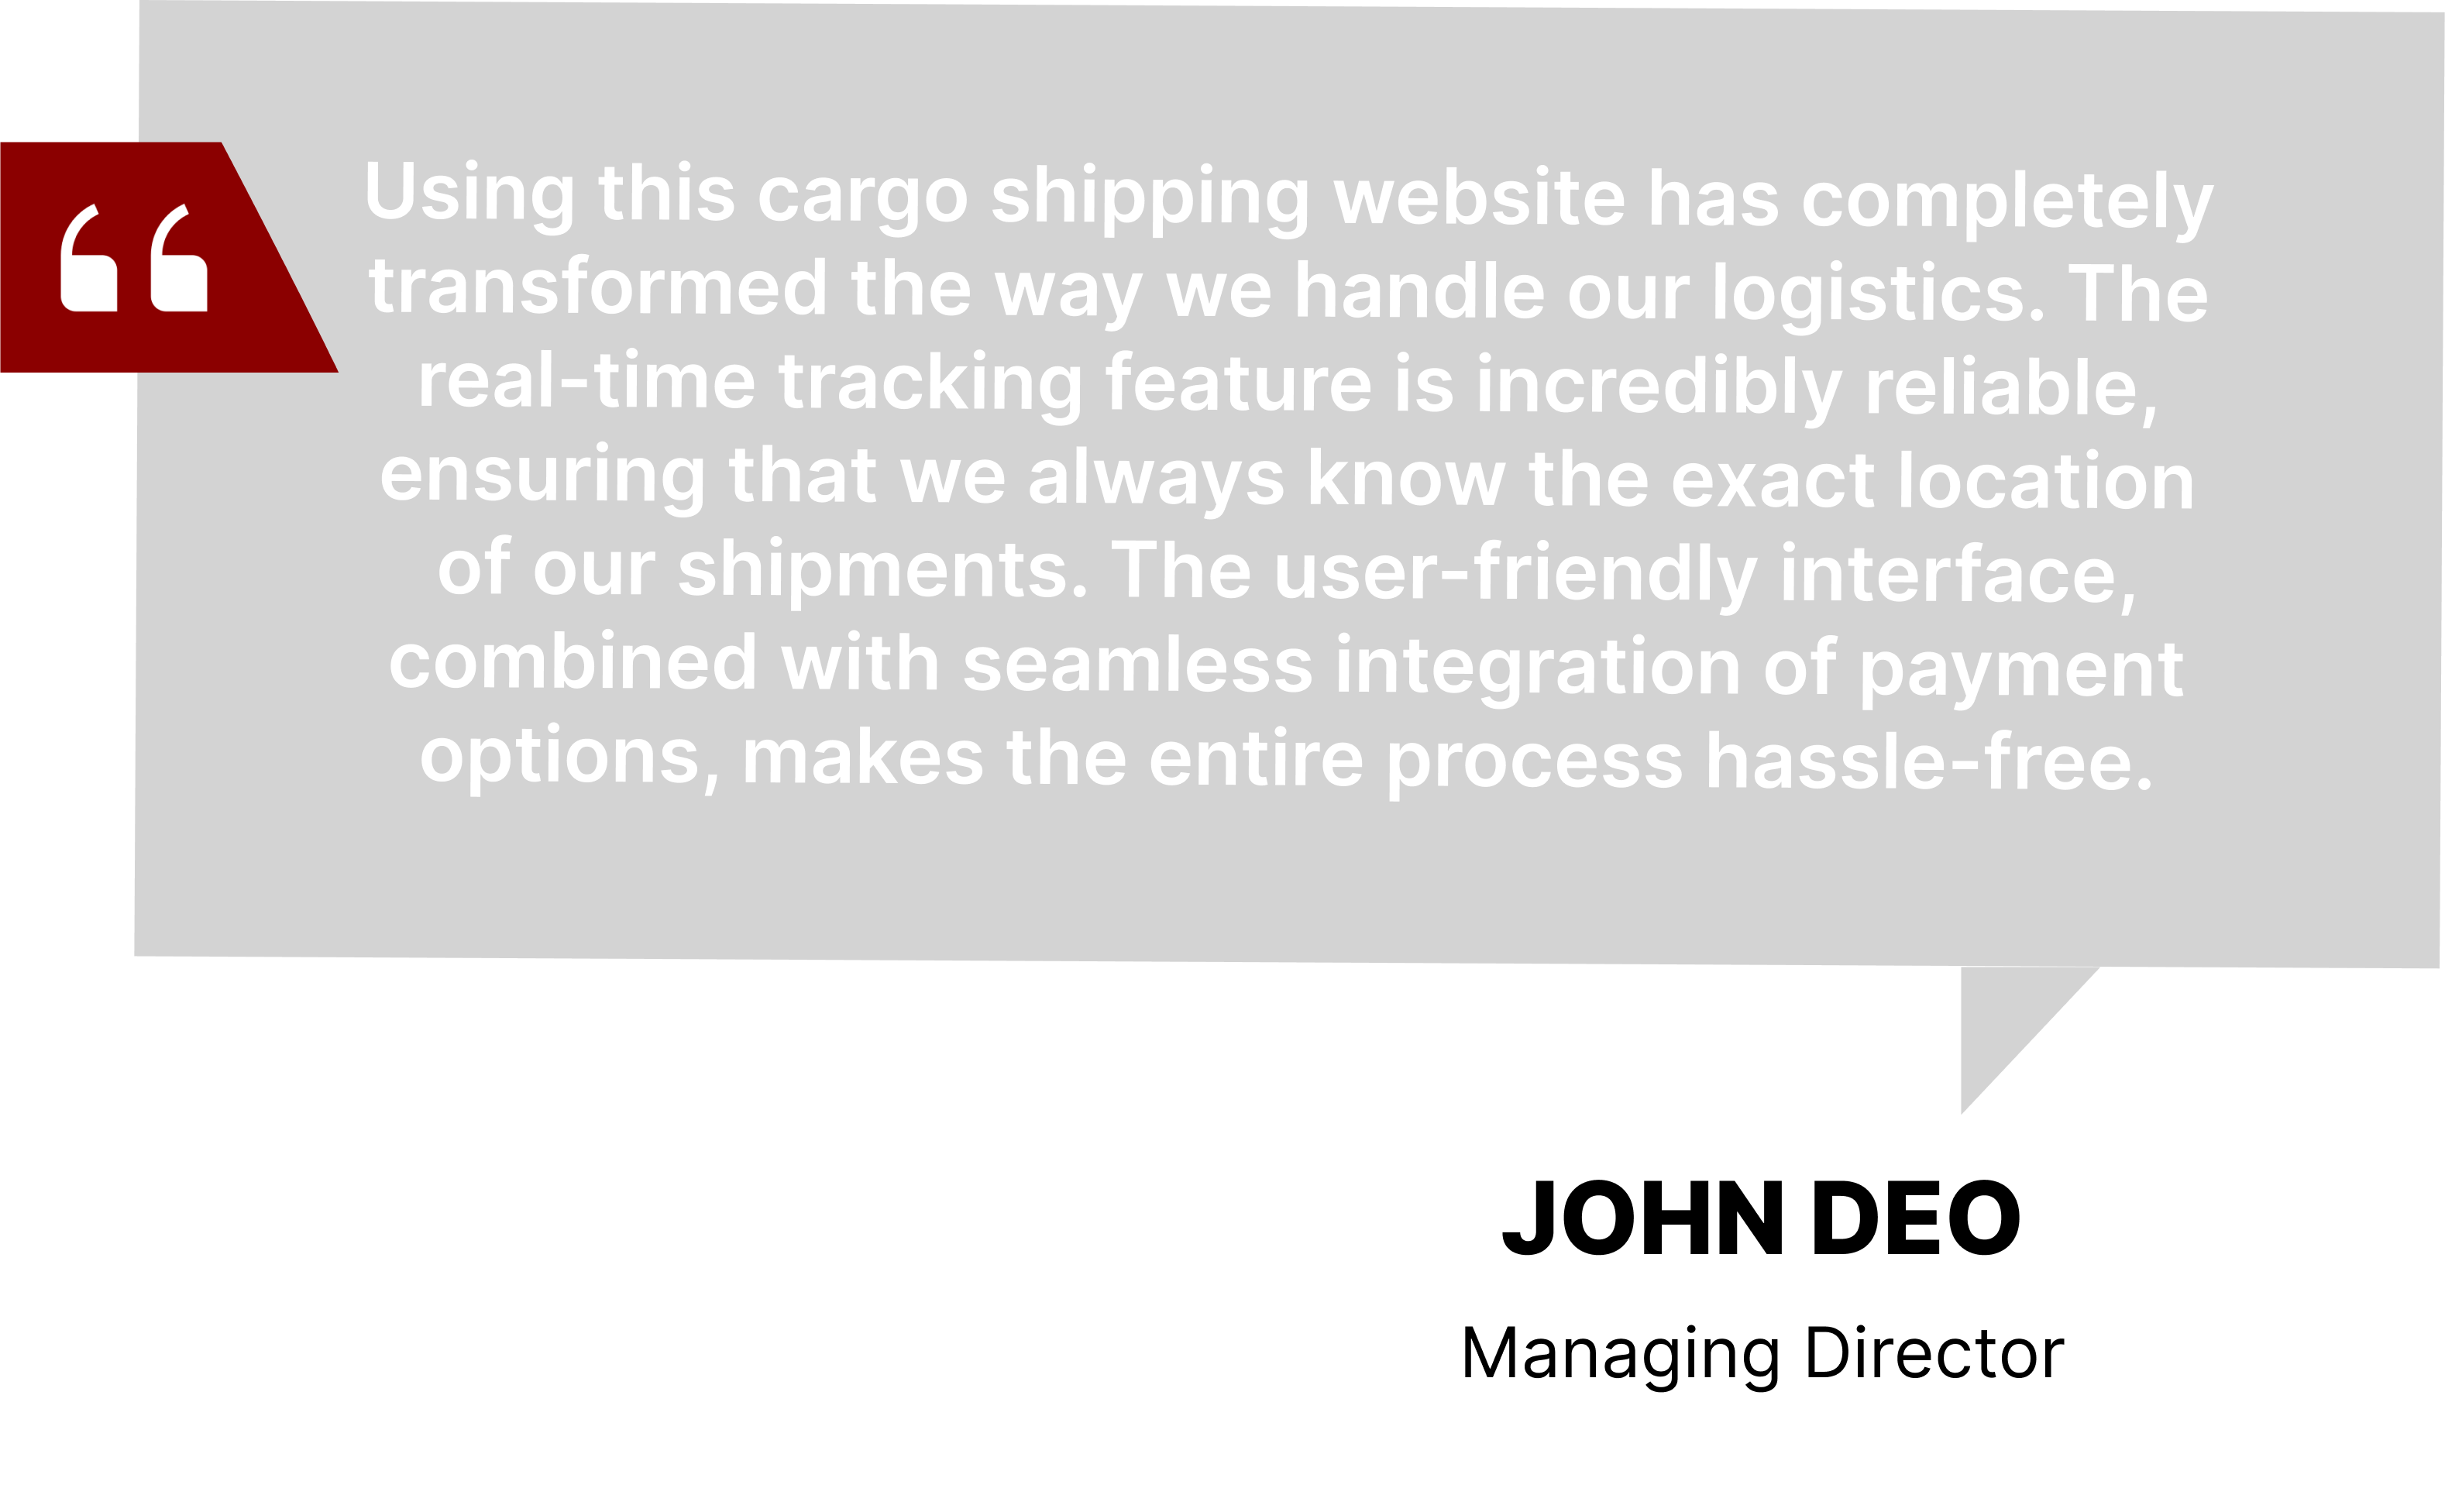 Using this cargo shipping website has completely
transformed the way we handle our logistics. The
real-time tracking feature is incredibly reliable,
ensuring that we always know the exact location
of our shipments. The user-friendly interface,
combined with seamless integration of payment
options, makes the entire process hassle-free.
JOHN DEO
Managing Director